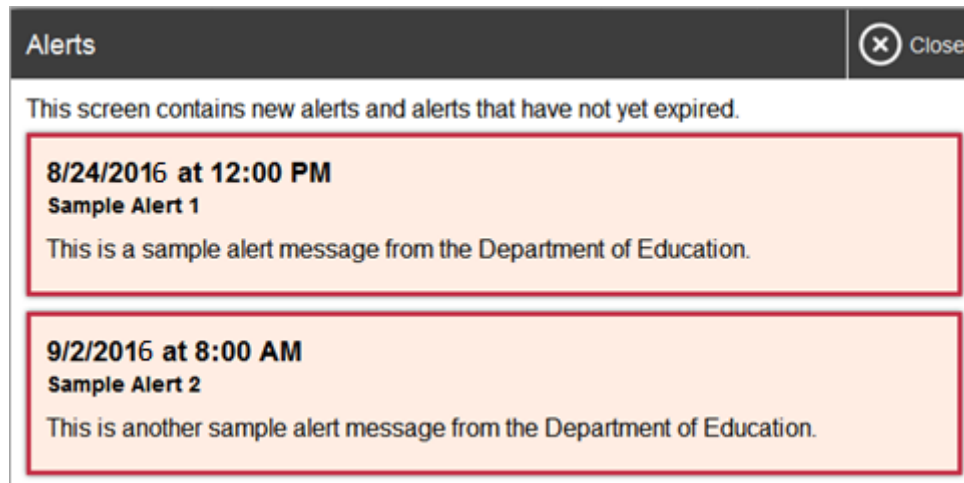 Alerts
Close
This screen contains new alerts and alerts that have not yet expired.
8/24/2016 at 12:00 PM
Sample Alert 1
This is a sample alert message from the Department of Education.
9/2/2016 at 8:00 AM
Sample Alert 2
This is another sample alert message from the Department of Education.